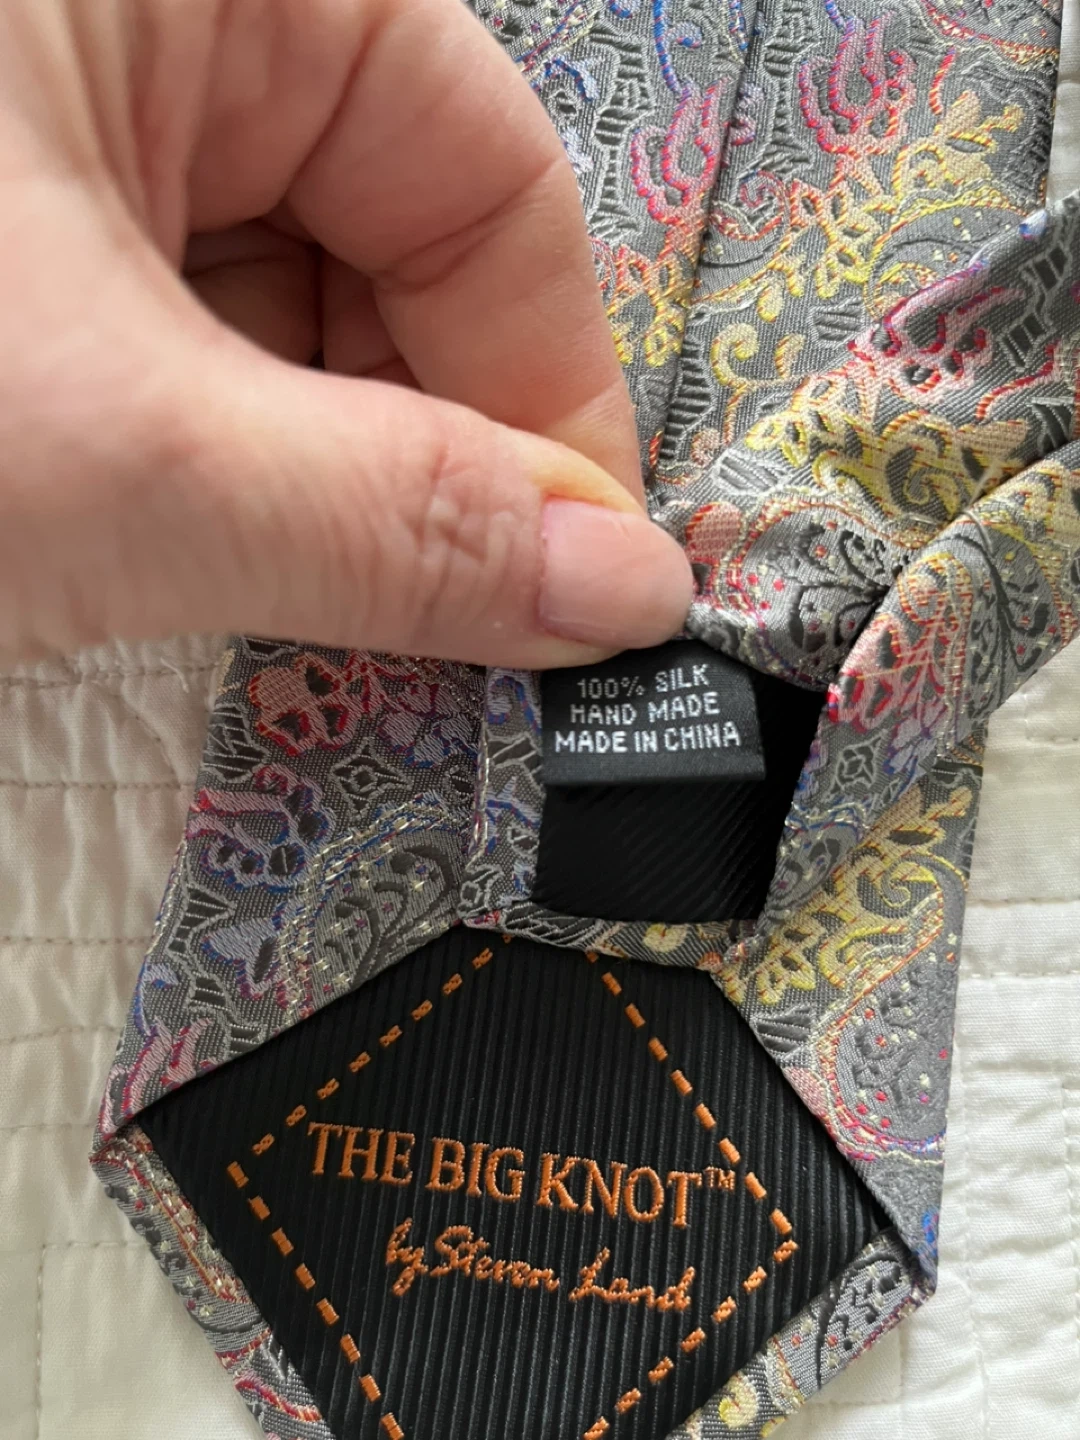 100% SILK
HAND MADE
MADE IN CHINA
THE BIG KNOT™
by Steven Land